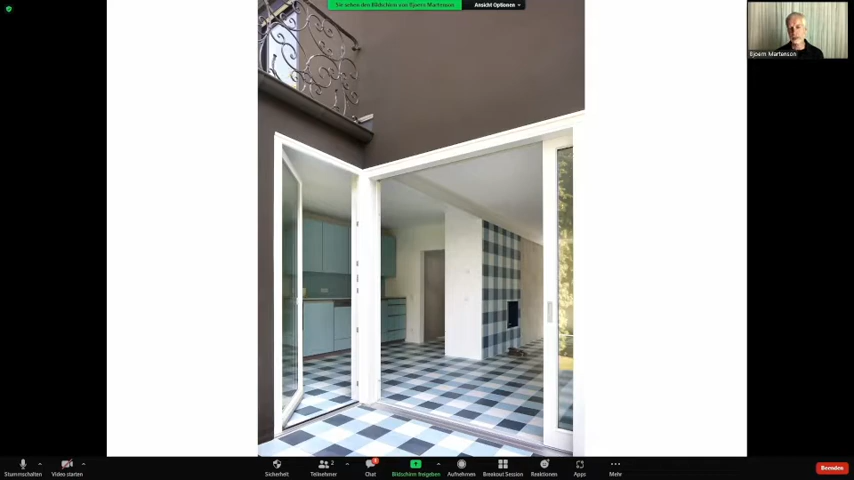 Sie sehen den Bildschirm von Bjoern Martenson
Ansicht Optionen
Bjoern Martenson
Stummschalten
Video starten
Sicherheit
2
Teilnehmer
Chat
Bildschirm freigeben
Aufnehmen
Breakout Session
Reaktionen
Apps
Mehr
Beenden